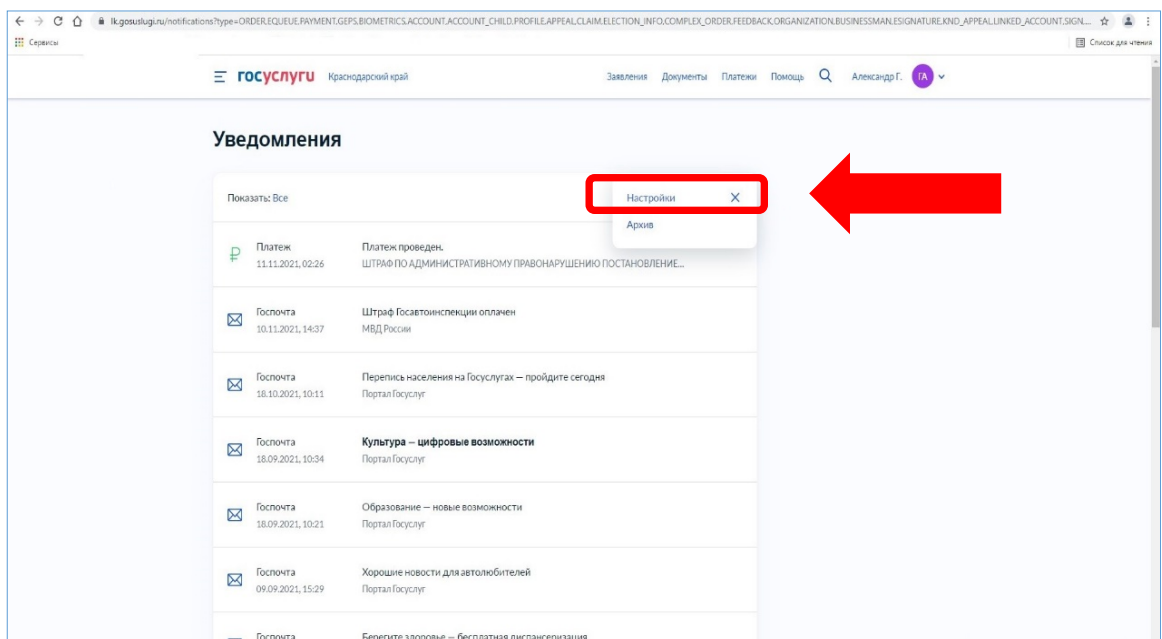 lk.gosuslugi.ru/notifications?type=ORDER,EQUEUE,PAYMENT,GEPS,BIOMETRICS,ACCOUNT,ACCOUNT_CHILD,PROFILE,APPEAL,CLAIM,ELECTION_INFO,COMPLEX_ORDER,FEEDBACK,ORGANIZATION,BUSINESSMAN,ESIGNATURE,KND_APPEAL,LINKED_ACCOUNT,SIGN...
Сервисы
Список для чтения
госуслуги Краснодарский край Заявления Документы Платежи Помощь Александр Г. ГА
Уведомления
Показать: Все
Настройки
Архив
Платеж Платеж проведен.
11.11.2021, 02:26 ШТРАФ ПО АДМИНИСТРАТИВНОМУ ПРАВОНАРУШЕНИЮ ПОСТАНОВЛЕНИЕ...
Госпочта Штраф Госавтоинспекции оплачен
10.11.2021, 14:37 МВД России
Госпочта Перепись населения на Госуслугах — пройдите сегодня
18.10.2021, 10:11 Портал Госуслуг
Госпочта Культура — цифровые возможности
18.09.2021, 10:34 Портал Госуслуг
Госпочта Образование — новые возможности
18.09.2021, 10:21 Портал Госуслуг
Госпочта Хорошие новости для автолюбителей
09.09.2021, 15:29 Портал Госуслуг
Госпочта Берегите здоровье — бесплатная диспансеризация